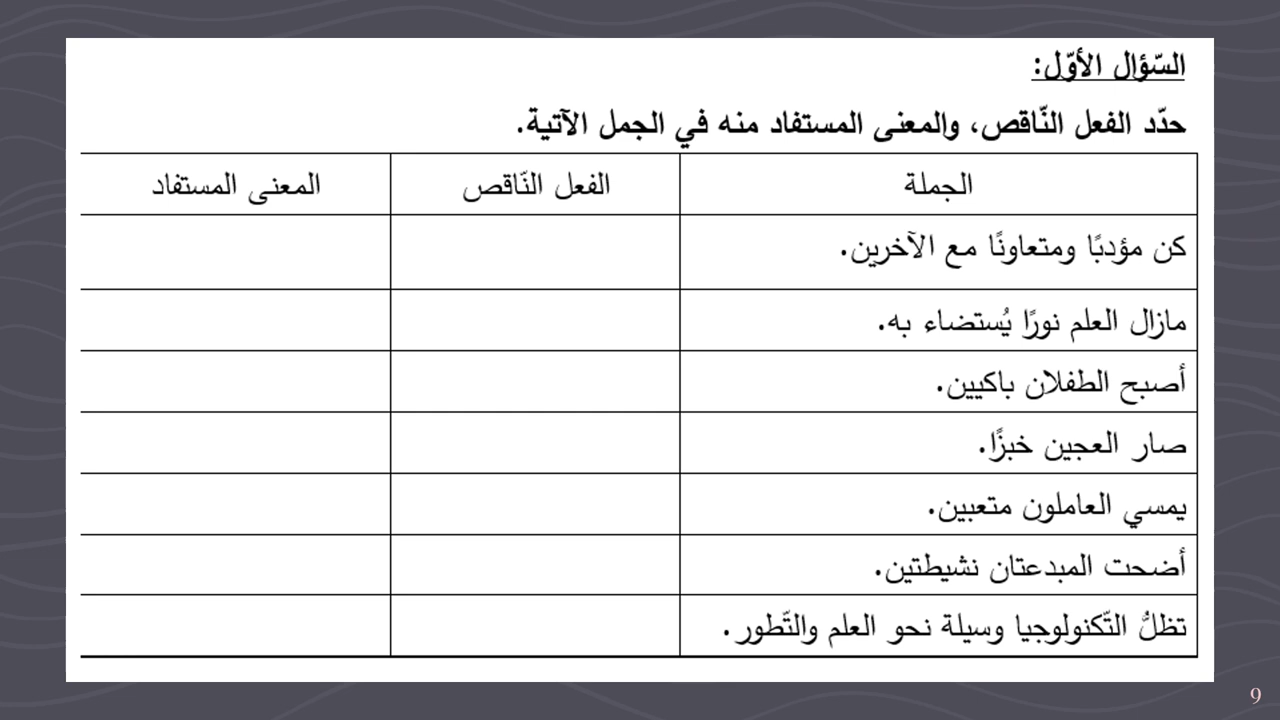 السّؤال الأوّل:
حدّد الفعل النّاقص، والمعنى المستفاد منه في الجمل الآتية.
الجملة الفعل النّاقص المعنى المستفاد
كن مؤدبًا ومتعاونًا مع الآخرين.
مازال العلم نورًا يُستضاء به.
أصبح الطفلان باكيين.
صار العجين خبزًا.
يمسي العاملون متعبين.
أضحت المبدعتان نشيطتين.
تظلُّ التّكنولوجيا وسيلة نحو العلم والتّطور.
9